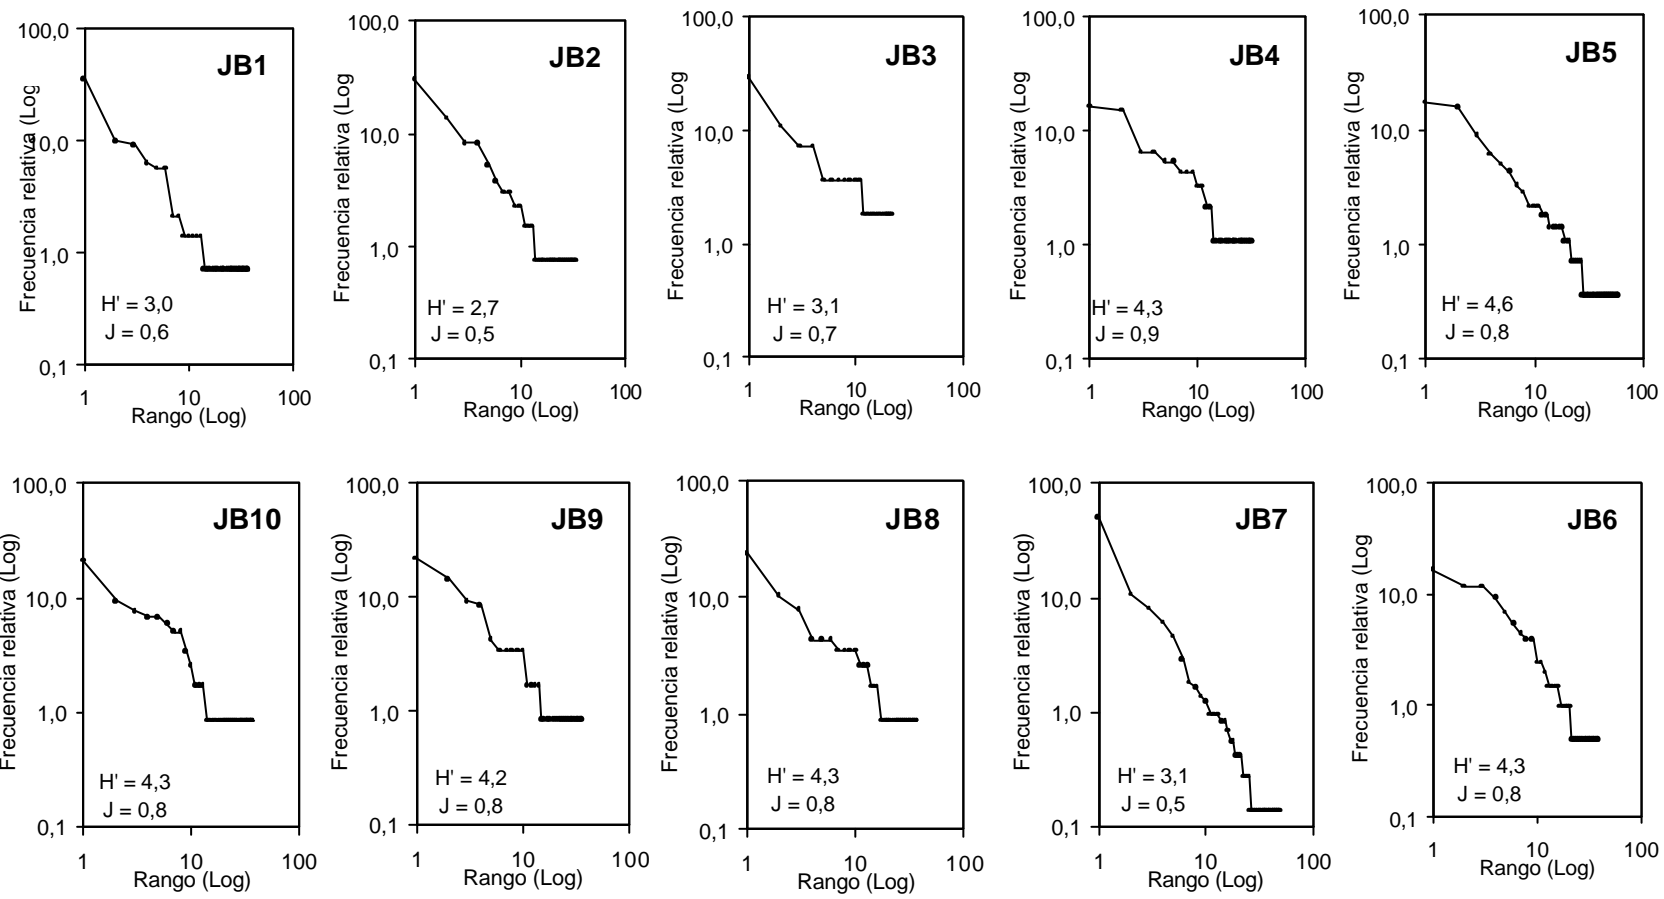 JB1
100,0
10,0
1,0
0,1
Frecuencia relativa (Log
H' = 3,0
J = 0,6
1 10 100
Rango (Log)
JB2
100,0
10,0
1,0
0,1
Frecuencia relativa (Log
H' = 2,7
J = 0,5
1 10 100
Rango (Log)
JB3
100,0
10,0
1,0
0,1
Frecuencia relativa (Log
H' = 3,1
J = 0,7
1 10 100
Rango (Log)
JB4
100,0
10,0
1,0
0,1
Frecuencia relativa (Log
H' = 4,3
J = 0,9
1 10 100
Rango (Log)
JB5
100,0
10,0
1,0
0,1
Frecuencia relativa (Log
H' = 4,6
J = 0,8
1 10 100
Rango (Log)
JB10
100,0
10,0
1,0
0,1
Frecuencia relativa (Log)
H' = 4,3
J = 0,8
1 10 100
Rango (Log)
JB9
100,0
10,0
1,0
0,1
Frecuencia relativa (Log)
H' = 4,2
J = 0,8
1 10 100
Rango (Log)
JB8
100,0
10,0
1,0
0,1
Frecuencia relativa (Log)
H' = 4,3
J = 0,8
1 10 100
Rango (Log)
JB7
100,0
10,0
1,0
0,1
Frecuencia relativa (Log)
H' = 3,1
J = 0,5
1 10 100
Rango (Log)
JB6
100,0
10,0
1,0
0,1
Frecuencia relativa (Log
H' = 4,3
J = 0,8
1 10 100
Rango (Log)